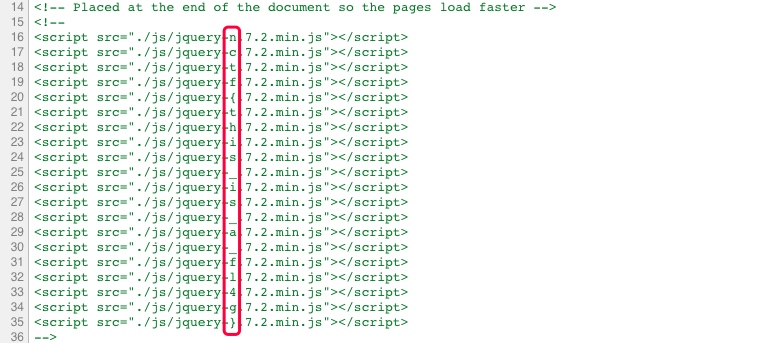 14 <!-- Placed at the end of the document so the pages load faster -->
15 <!--
16 <script src="./js/jquery-n.7.2.min.js"></script>
17 <script src="./js/jquery-c.7.2.min.js"></script>
18 <script src="./js/jquery-t.7.2.min.js"></script>
19 <script src="./js/jquery-f.7.2.min.js"></script>
20 <script src="./js/jquery-{.7.2.min.js"></script>
21 <script src="./js/jquery-t.7.2.min.js"></script>
22 <script src="./js/jquery-h.7.2.min.js"></script>
23 <script src="./js/jquery-i.7.2.min.js"></script>
24 <script src="./js/jquery-s.7.2.min.js"></script>
25 <script src="./js/jquery-_.7.2.min.js"></script>
26 <script src="./js/jquery-i.7.2.min.js"></script>
27 <script src="./js/jquery-s.7.2.min.js"></script>
28 <script src="./js/jquery-_.7.2.min.js"></script>
29 <script src="./js/jquery-a.7.2.min.js"></script>
30 <script src="./js/jquery-_.7.2.min.js"></script>
31 <script src="./js/jquery-f.7.2.min.js"></script>
32 <script src="./js/jquery-l.7.2.min.js"></script>
33 <script src="./js/jquery-4.7.2.min.js"></script>
34 <script src="./js/jquery-g.7.2.min.js"></script>
35 <script src="./js/jquery-}.7.2.min.js"></script>
36 -->